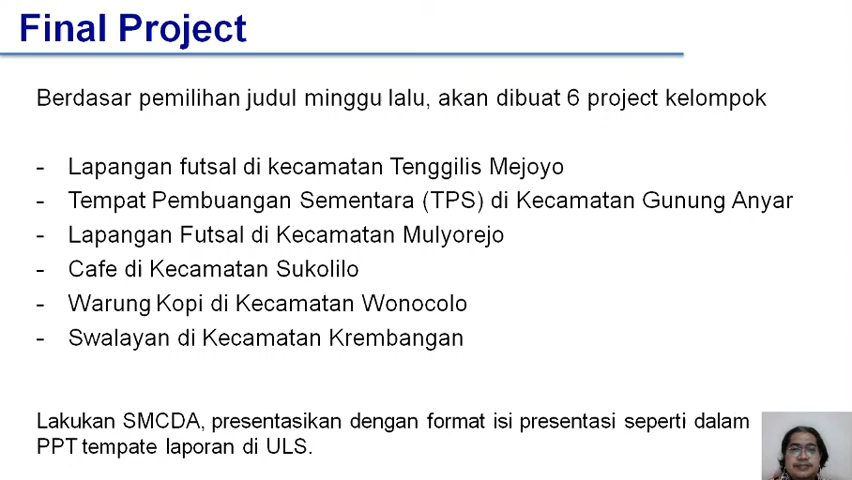 Final Project
Berdasar pemilihan judul minggu lalu, akan dibuat 6 project kelompok
- Lapangan futsal di kecamatan Tenggilis Mejoyo
- Tempat Pembuangan Sementara (TPS) di Kecamatan Gunung Anyar
- Lapangan Futsal di Kecamatan Mulyorejo
- Cafe di Kecamatan Sukolilo
- Warung Kopi di Kecamatan Wonocolo
- Swalayan di Kecamatan Krembangan
Lakukan SMCDA, presentasikan dengan format isi presentasi seperti dalam
PPT tempate laporan di ULS.